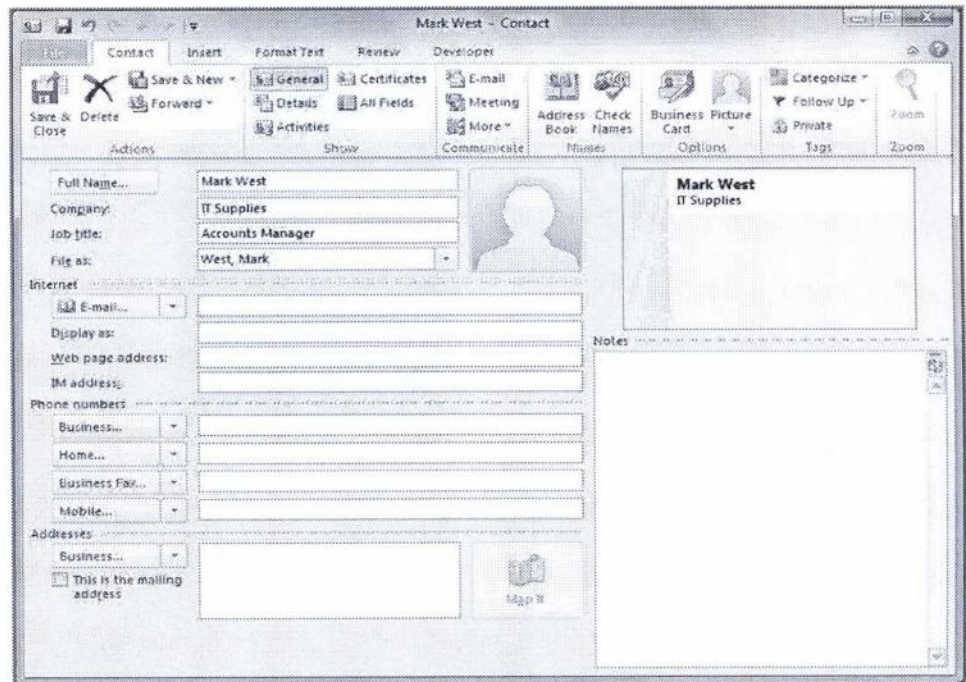 Mark West - Contact
File Contact Insert Format Text Review Developer
Save & Close
Delete
Save & New
Forward
Actions
General
Details
Activities
Certificates
All Fields
Show
E-mail
Meeting
More
Communicate
Address Book
Check Names
Names
Business Card
Picture
Options
Categorize
Follow Up
Private
Tags
Zoom
Zoom
Full Name... Mark West
Company: IT Supplies
Job title: Accounts Manager
File as: West, Mark
Mark West
IT Supplies
Internet
E-mail...
Display as:
Web page address:
IM address:
Notes
Phone numbers
Business...
Home...
Business Fax...
Mobile...
Addresses
Business...
This is the mailing
address
Map It